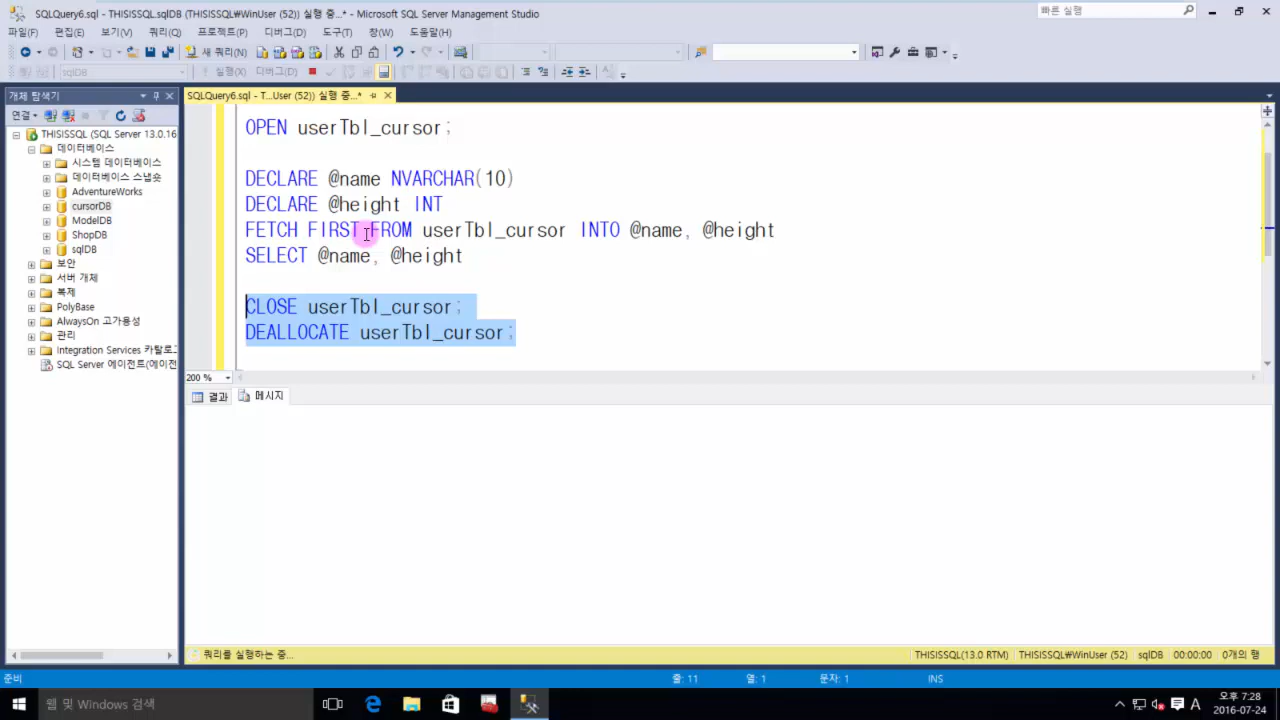 SQLQuery6.sql - THISISSQL.sqlDB (THISISSQL₩WinUser (52)) 실행 중...* - Microsoft SQL Server Management Studio
빠른 실행
파일(F) 편집(E) 보기(V) 쿼리(Q) 프로젝트(P) 디버그(D) 도구(T) 창(W) 도움말(H)
새 쿼리(N)
sqlDB 실행(X) 디버그(D)
개체 탐색기
SQLQuery6.sql - T...User (52)) 실행 중...*
연결
THISISSQL (SQL Server 13.0.16
데이터베이스
시스템 데이터베이스
데이터베이스 스냅숏
AdventureWorks
cursorDB
ModelDB
ShopDB
sqlDB
보안
서버 개체
복제
PolyBase
AlwaysOn 고가용성
관리
Integration Services 카탈로
SQL Server 에이전트(에이전
OPEN userTbl_cursor;
DECLARE @name NVARCHAR(10)
DECLARE @height INT
FETCH FIRST FROM userTbl_cursor INTO @name, @height
SELECT @name, @height
CLOSE userTbl_cursor;
DEALLOCATE userTbl_cursor;
200 %
결과 메시지
쿼리를 실행하는 중...
THISISSQL(13.0 RTM) THISISSQL₩WinUser (52) sqlDB 00:00:00 0개의 행
준비 줄: 11 열: 1 문자: 1 INS
웹 및 Windows 검색
A
오후 7:28
2016-07-24